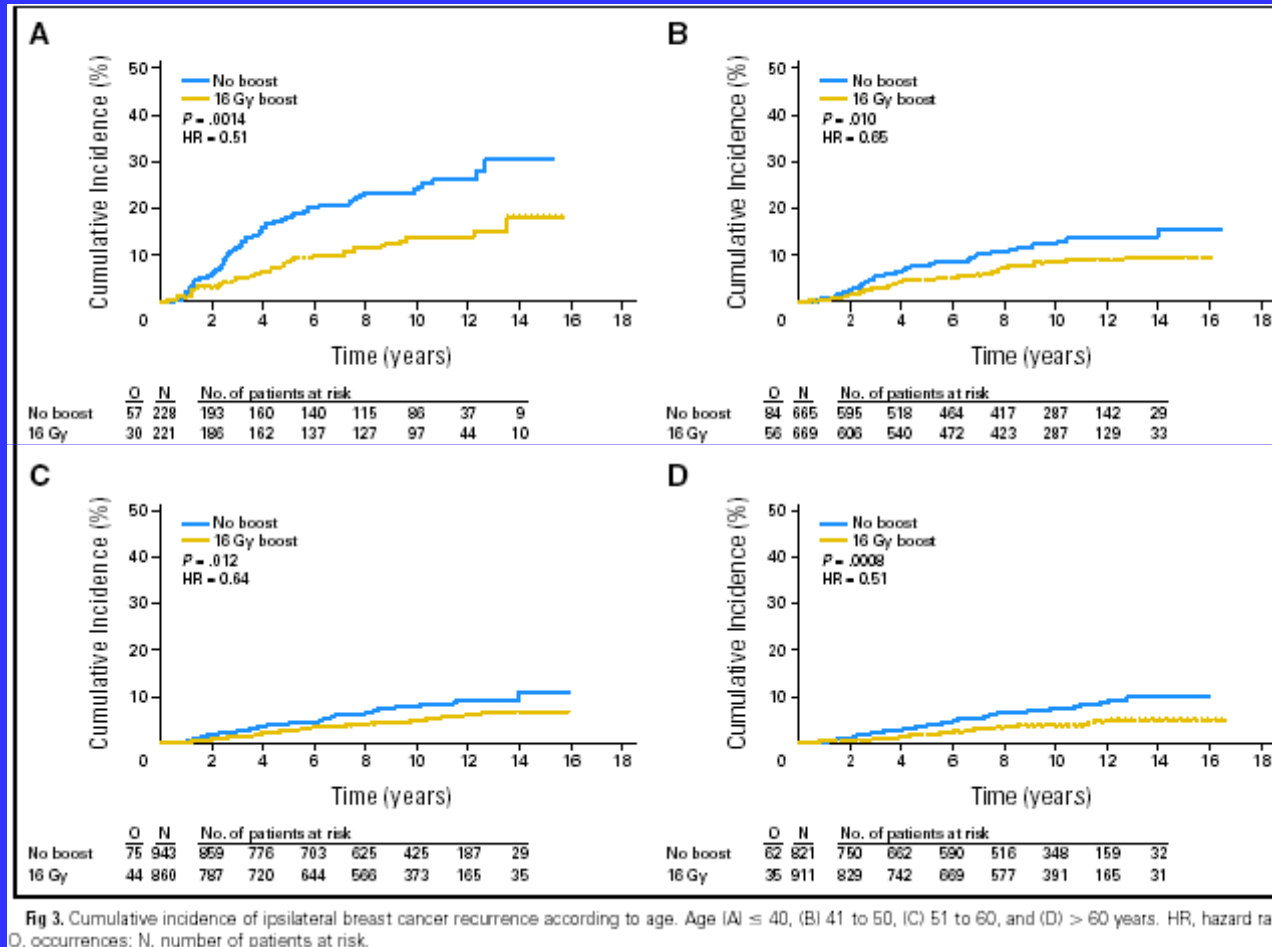 A
Cumulative Incidence (%)
50
40
30
20
10
0
No boost
16 Gy boost
P = .0014
HR = 0.51
2 4 6 8 10 12 14 16 18
Time (years)
O N No. of patients at risk
No boost 57 228 193 160 140 115 86 37 9
16 Gy 30 221 186 162 137 127 97 44 10
B
Cumulative Incidence (%)
50
40
30
20
10
0
No boost
16 Gy boost
P = .010
HR = 0.65
2 4 6 8 10 12 14 16 18
Time (years)
O N No. of patients at risk
No boost 84 665 595 518 464 417 287 142 29
16 Gy 56 669 606 540 472 423 287 129 33
C
Cumulative Incidence (%)
50
40
30
20
10
0
No boost
16 Gy boost
P = .012
HR = 0.64
2 4 6 8 10 12 14 16 18
Time (years)
O N No. of patients at risk
No boost 75 943 859 776 703 625 425 187 29
16 Gy 44 860 787 720 644 566 373 165 35
D
Cumulative Incidence (%)
50
40
30
20
10
0
No boost
16 Gy boost
P = .0008
HR = 0.51
2 4 6 8 10 12 14 16 18
Time (years)
O N No. of patients at risk
No boost 62 821 750 662 590 516 348 159 32
16 Gy 35 911 829 742 669 577 391 165 31
Fig 3. Cumulative incidence of ipsilateral breast cancer recurrence according to age. Age (A) ≤ 40, (B) 41 to 50, (C) 51 to 60, and (D) > 60 years. HR, hazard ra
O, occurrences; N, number of patients at risk.